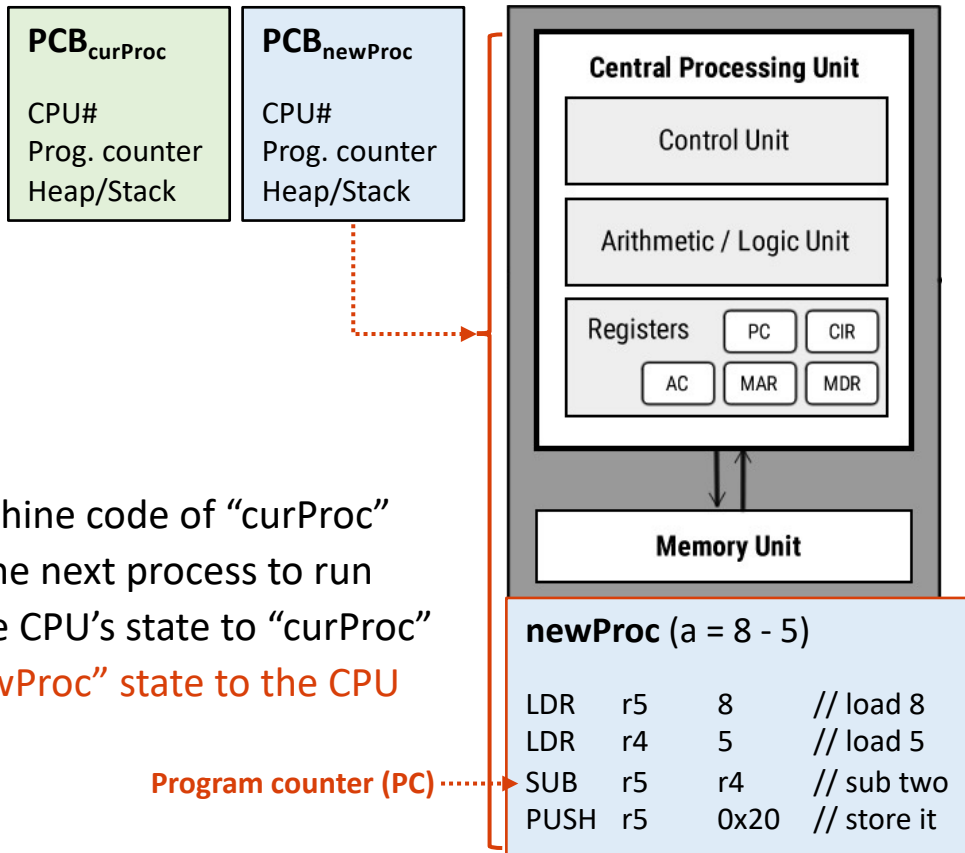 PCBcurProc
CPU#
Prog. counter
Heap/Stack
PCBnewProc
CPU#
Prog. counter
Heap/Stack
Central Processing Unit
Control Unit
Arithmetic / Logic Unit
Registers
PC
CIR
AC
MAR
MDR
Memory Unit
hine code of “curProc”
ne next process to run
e CPU’s state to “curProc”
wProc” state to the CPU
Program counter (PC)
newProc (a = 8 - 5)
LDR r5 8 // load 8
LDR r4 5 // load 5
SUB r5 r4 // sub two
PUSH r5 0x20 // store it